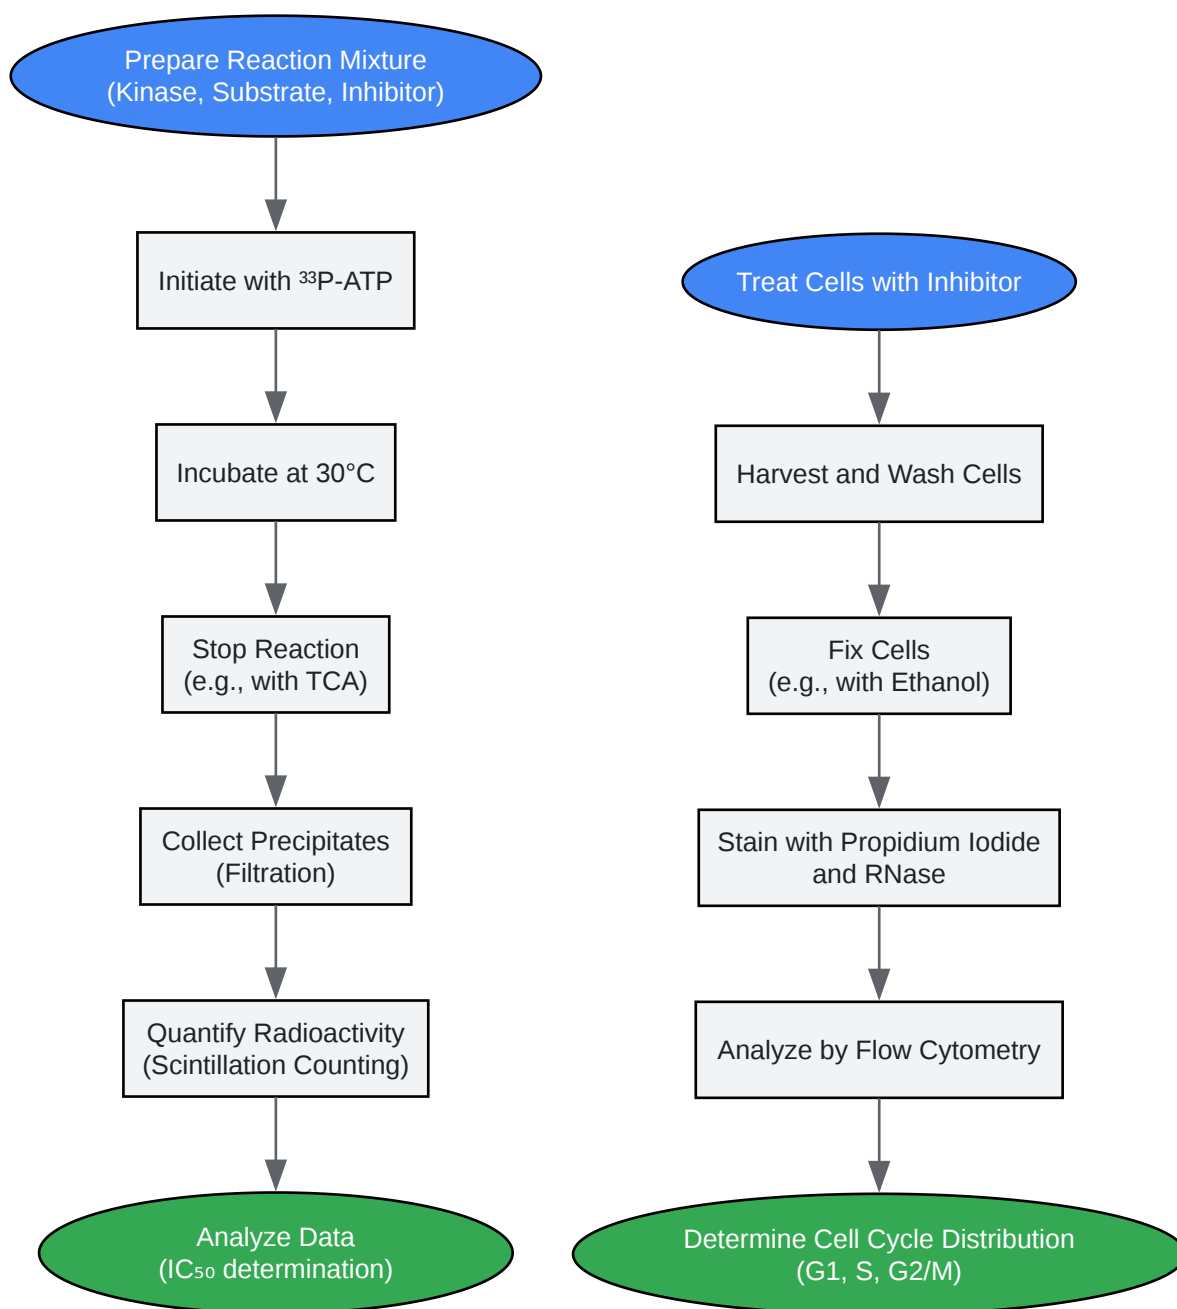 Prepare Reaction Mixture
(Kinase, Substrate, Inhibitor)
Initiate with ³³P-ATP
Incubate at 30°C
Stop Reaction
(e.g., with TCA)
Collect Precipitates
(Filtration)
Quantify Radioactivity
(Scintillation Counting)
Analyze Data
(IC₅₀ determination)
Treat Cells with Inhibitor
Harvest and Wash Cells
Fix Cells
(e.g., with Ethanol)
Stain with Propidium Iodide
and RNase
Analyze by Flow Cytometry
Determine Cell Cycle Distribution
(G1, S, G2/M)